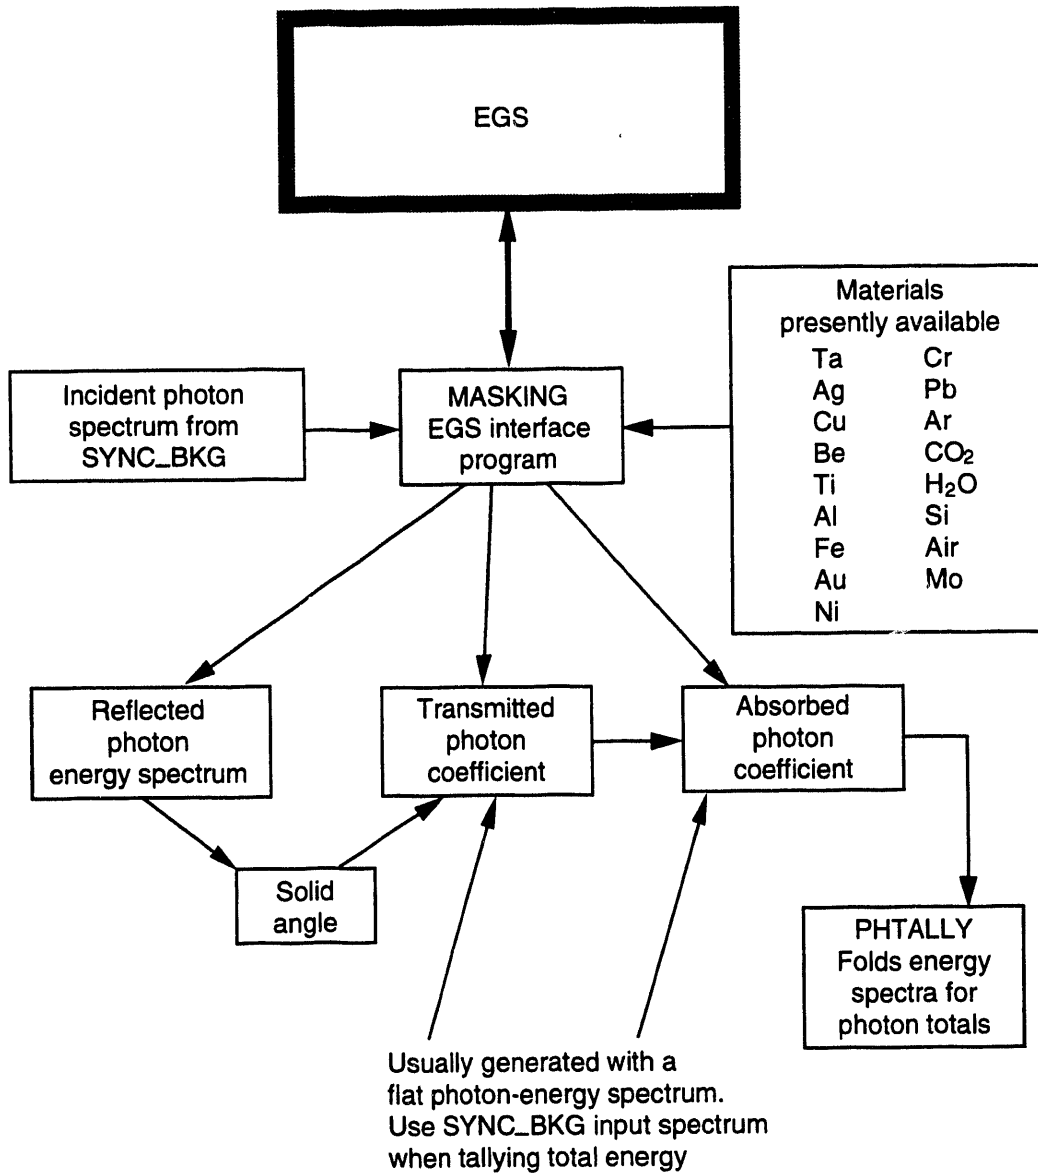 EGS
Materials
presently available
Ta Cr
Ag Pb
Cu Ar
Be CO₂
Ti H₂O
Al Si
Fe Air
Au Mo
Ni
Incident photon
spectrum from
SYNC_BKG
MASKING
EGS interface
program
Reflected
photon
energy spectrum
Transmitted
photon
coefficient
Absorbed
photon
coefficient
Solid
angle
PHTALLY
Folds energy
spectra for
photon totals
Usually generated with a
flat photon-energy spectrum.
Use SYNC_BKG input spectrum
when tallying total energy